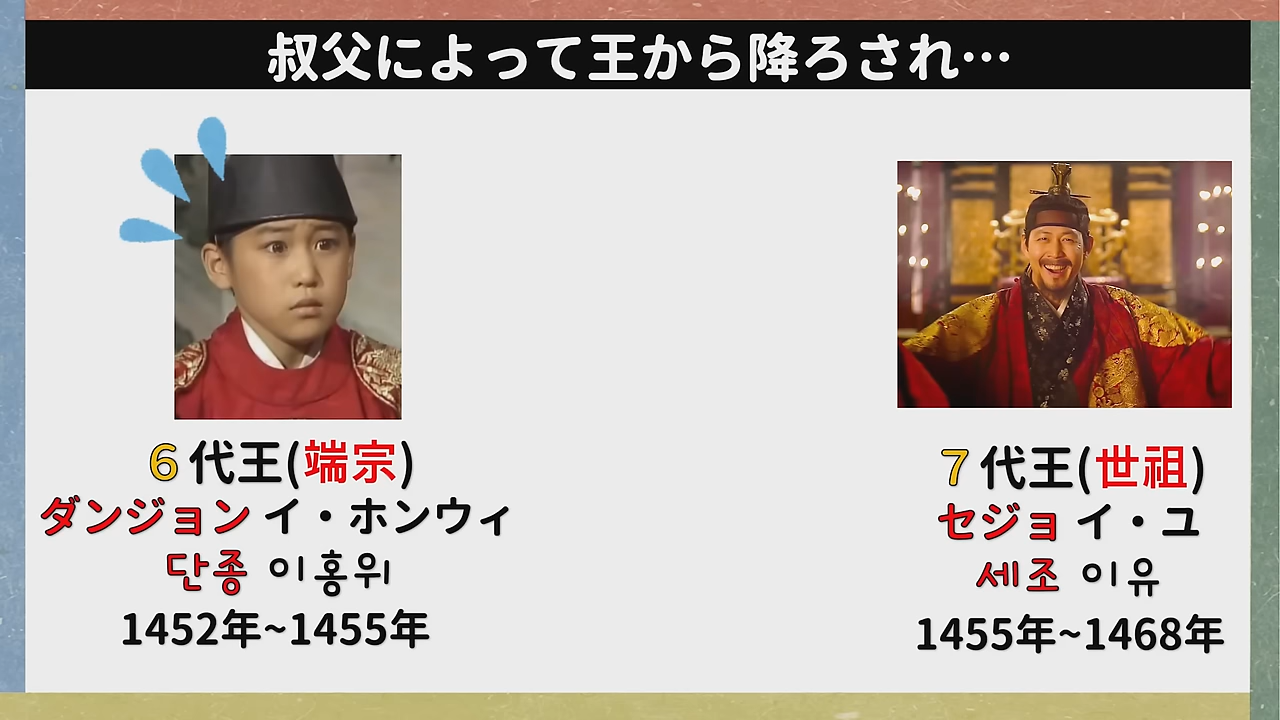 叔父によって王から降ろされ…
６代王(端宗)
ダンジョン イ・ホンウィ
단종 이홍위
1452年~1455年
７代王(世祖)
セジョ イ・ユ
세조 이유
1455年~1468年